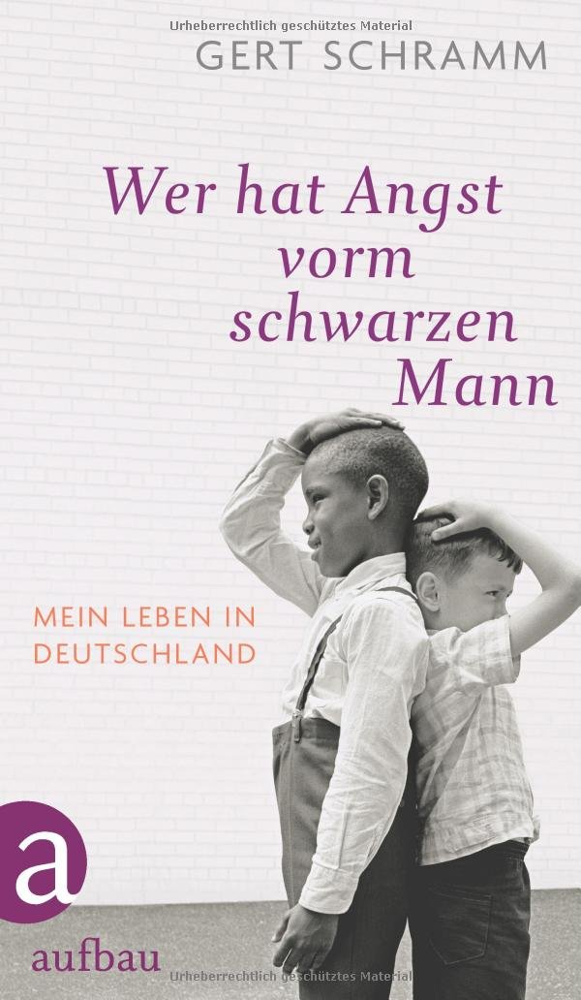 Urheberrechtlich geschütztes Material
GERT SCHRAMM
Wer hat Angst
vorm
schwarzen
Mann
MEIN LEBEN IN
DEUTSCHLAND
a
aufbau
Urheberrechtlich geschütztes Material